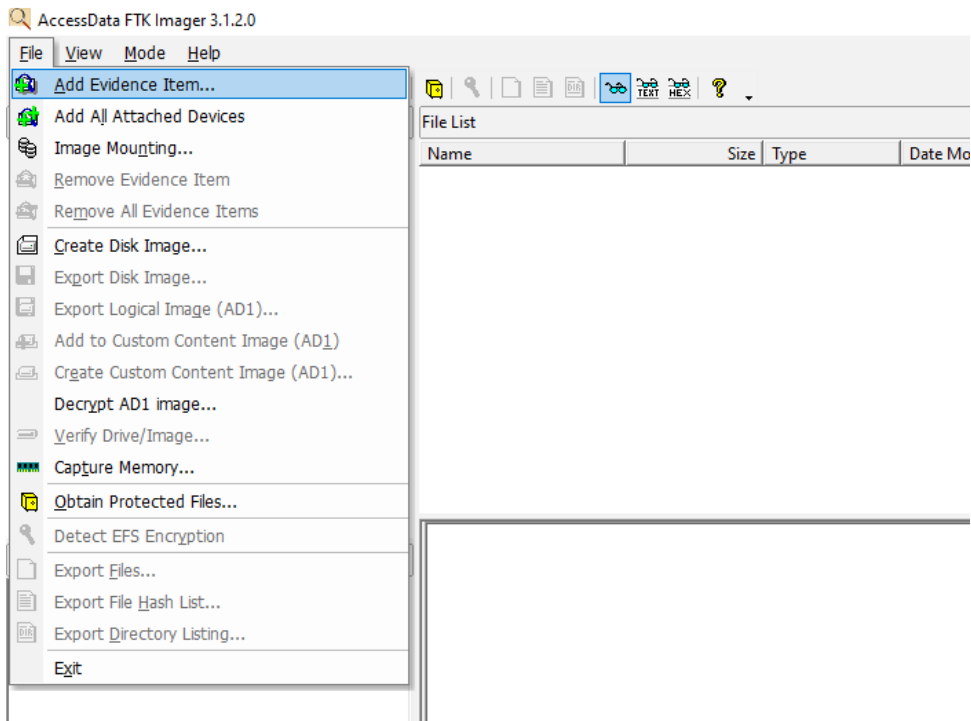 AccessData FTK Imager 3.1.2.0
File View Mode Help
Add Evidence Item...
Add All Attached Devices
Image Mounting...
Remove Evidence Item
Remove All Evidence Items
Create Disk Image...
Export Disk Image...
Export Logical Image (AD1)...
Add to Custom Content Image (AD1)
Create Custom Content Image (AD1)...
Decrypt AD1 image...
Verify Drive/Image...
Capture Memory...
Obtain Protected Files...
Detect EFS Encryption
Export Files...
Export File Hash List...
Export Directory Listing...
Exit
DIR TEXT HEX ?
File List
Name Size Type Date Mo
DIR